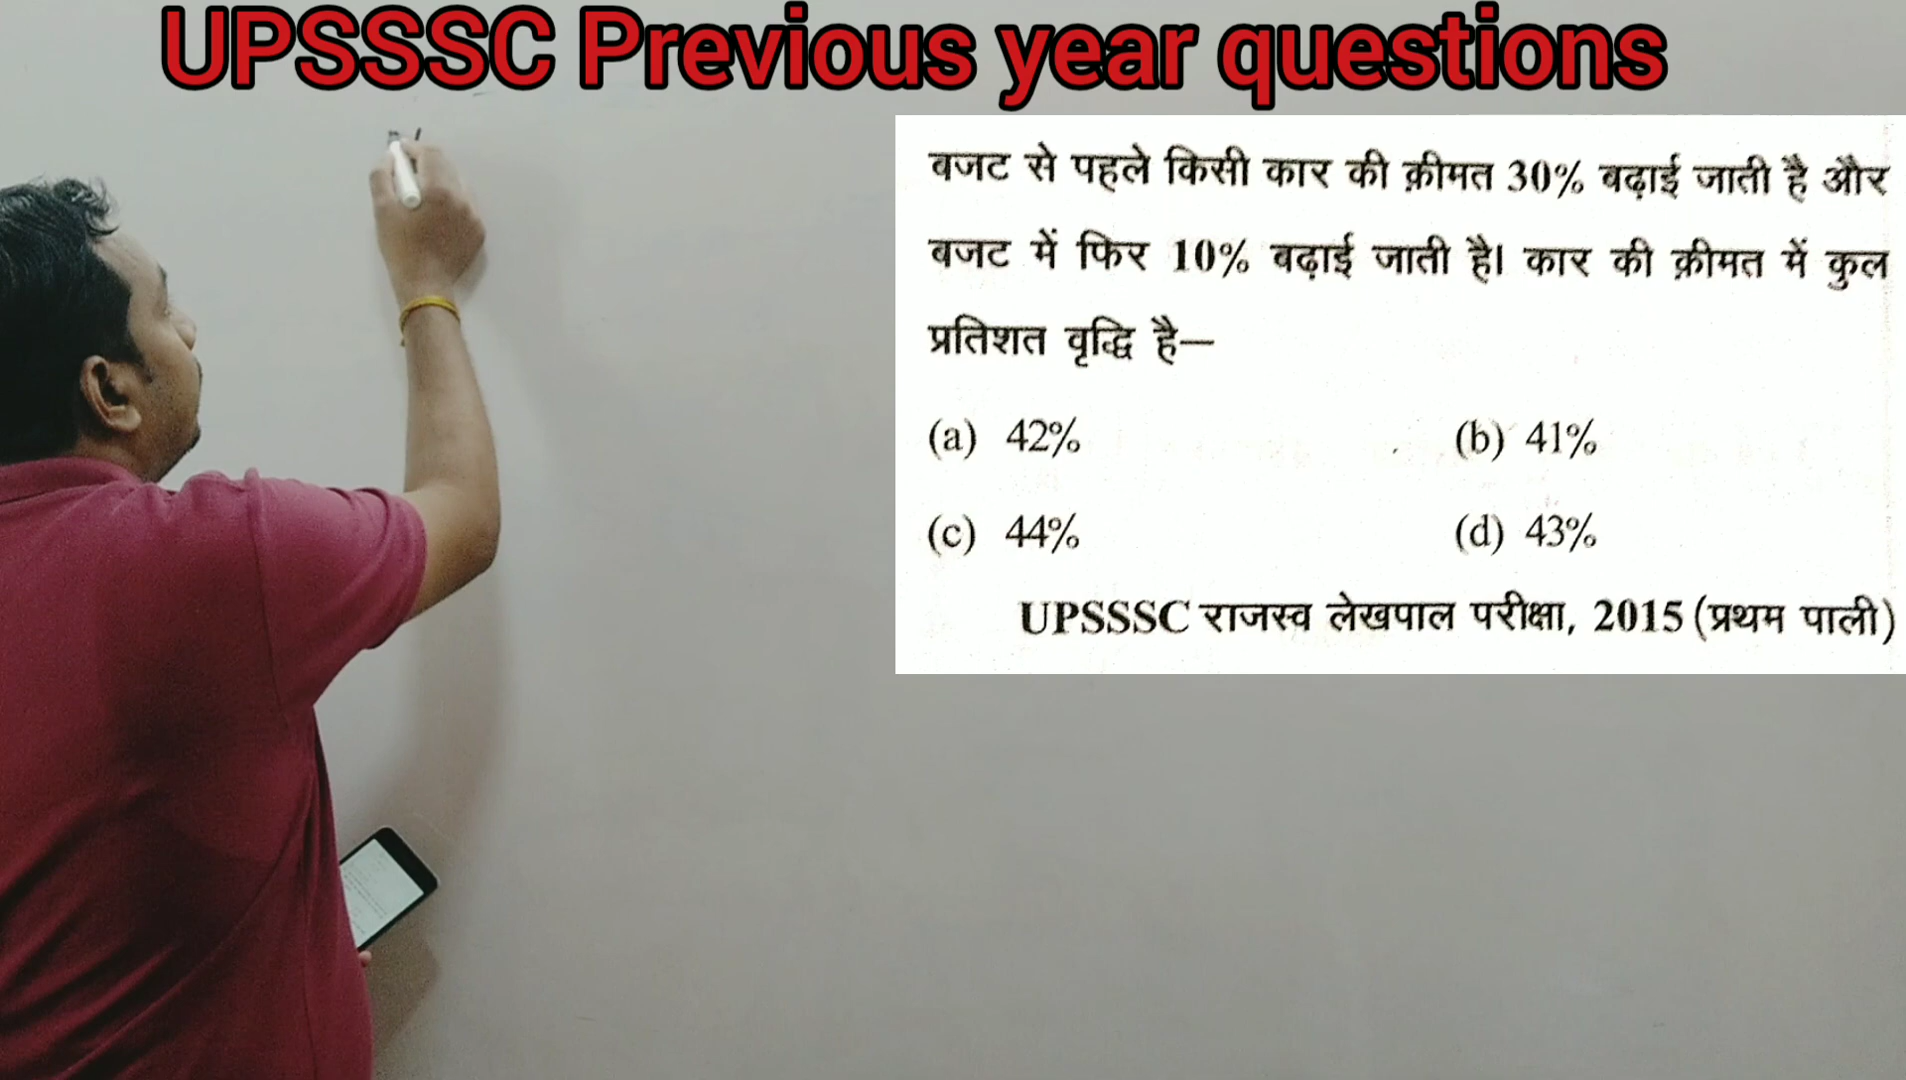 UPSSSC Previous year questions
बजट से पहले किसी कार की क़ीमत 30% बढ़ाई जाती है और
बजट में फिर 10% बढ़ाई जाती है। कार की क़ीमत में कुल
प्रतिशत वृद्धि है—
(a) 42% (b) 41%
(c) 44% (d) 43%
UPSSSC राजस्व लेखपाल परीक्षा, 2015 (प्रथम पाली)